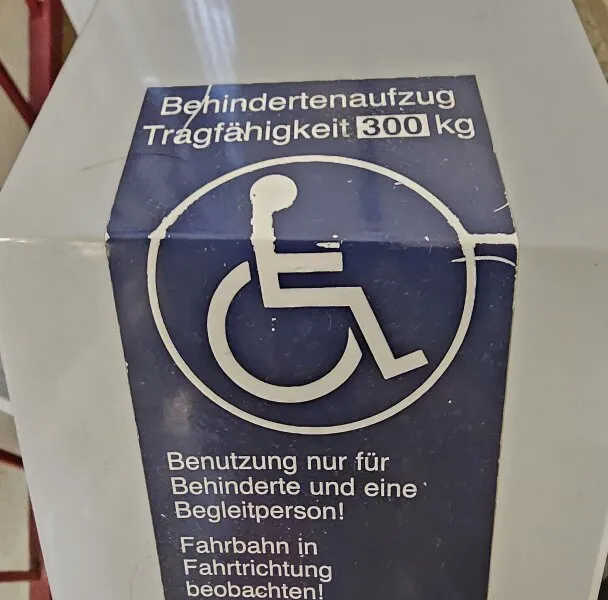 Behindertenaufzug
Tragfähigkeit 300 kg
Benutzung nur für
Behinderte und eine
Begleitperson!
Fahrbahn in
Fahrtrichtung
beobachten!